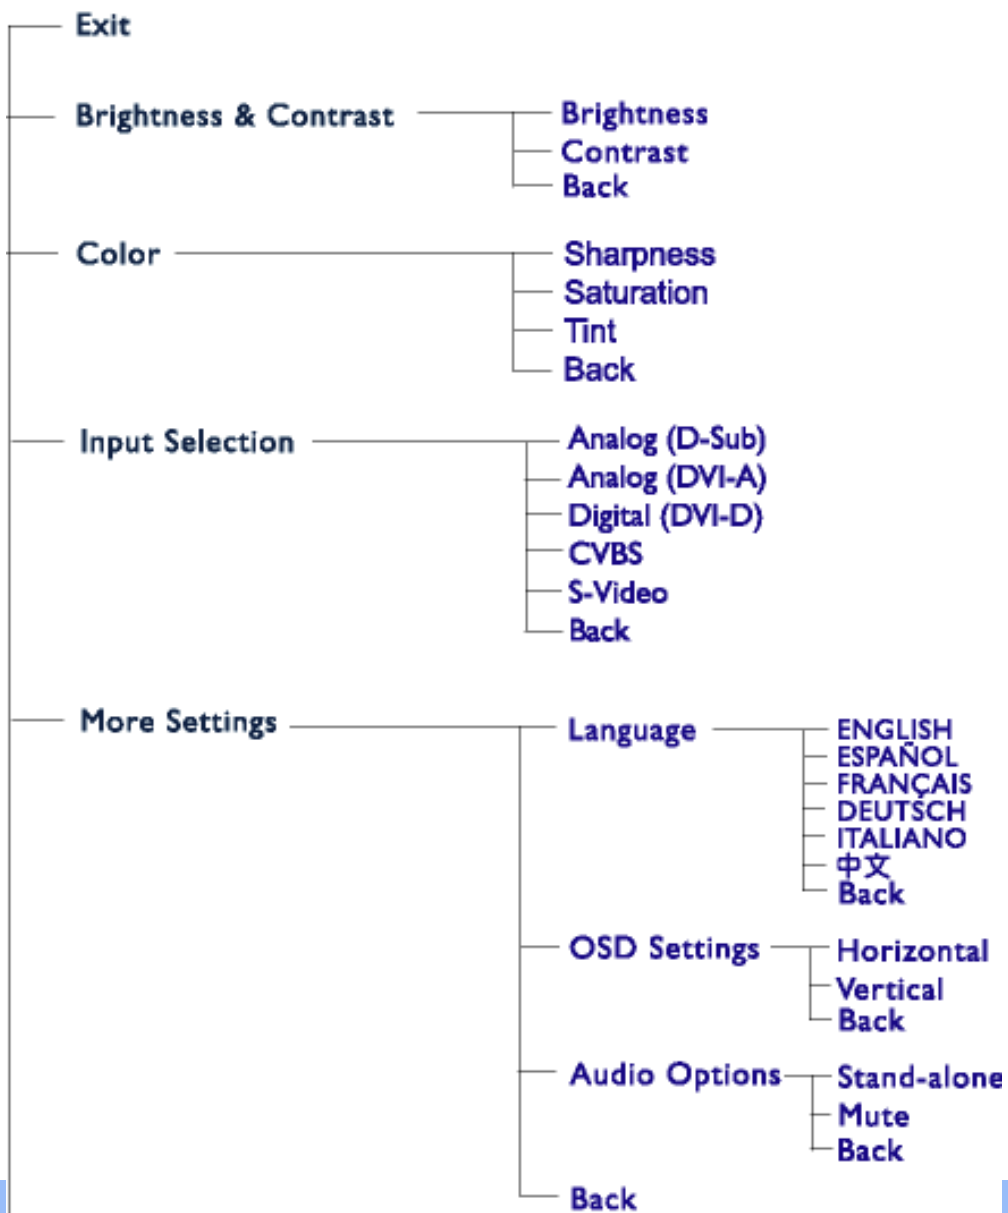 Exit
Brightness & Contrast
Brightness
Contrast
Back
Color
Sharpness
Saturation
Tint
Back
Input Selection
Analog (D-Sub)
Analog (DVI-A)
Digital (DVI-D)
CVBS
S-Video
Back
More Settings
Language
ENGLISH
ESPAÑOL
FRANÇAIS
DEUTSCH
ITALIANO
中文
Back
OSD Settings
Horizontal
Vertical
Back
Audio Options
Stand-alone
Mute
Back
Back